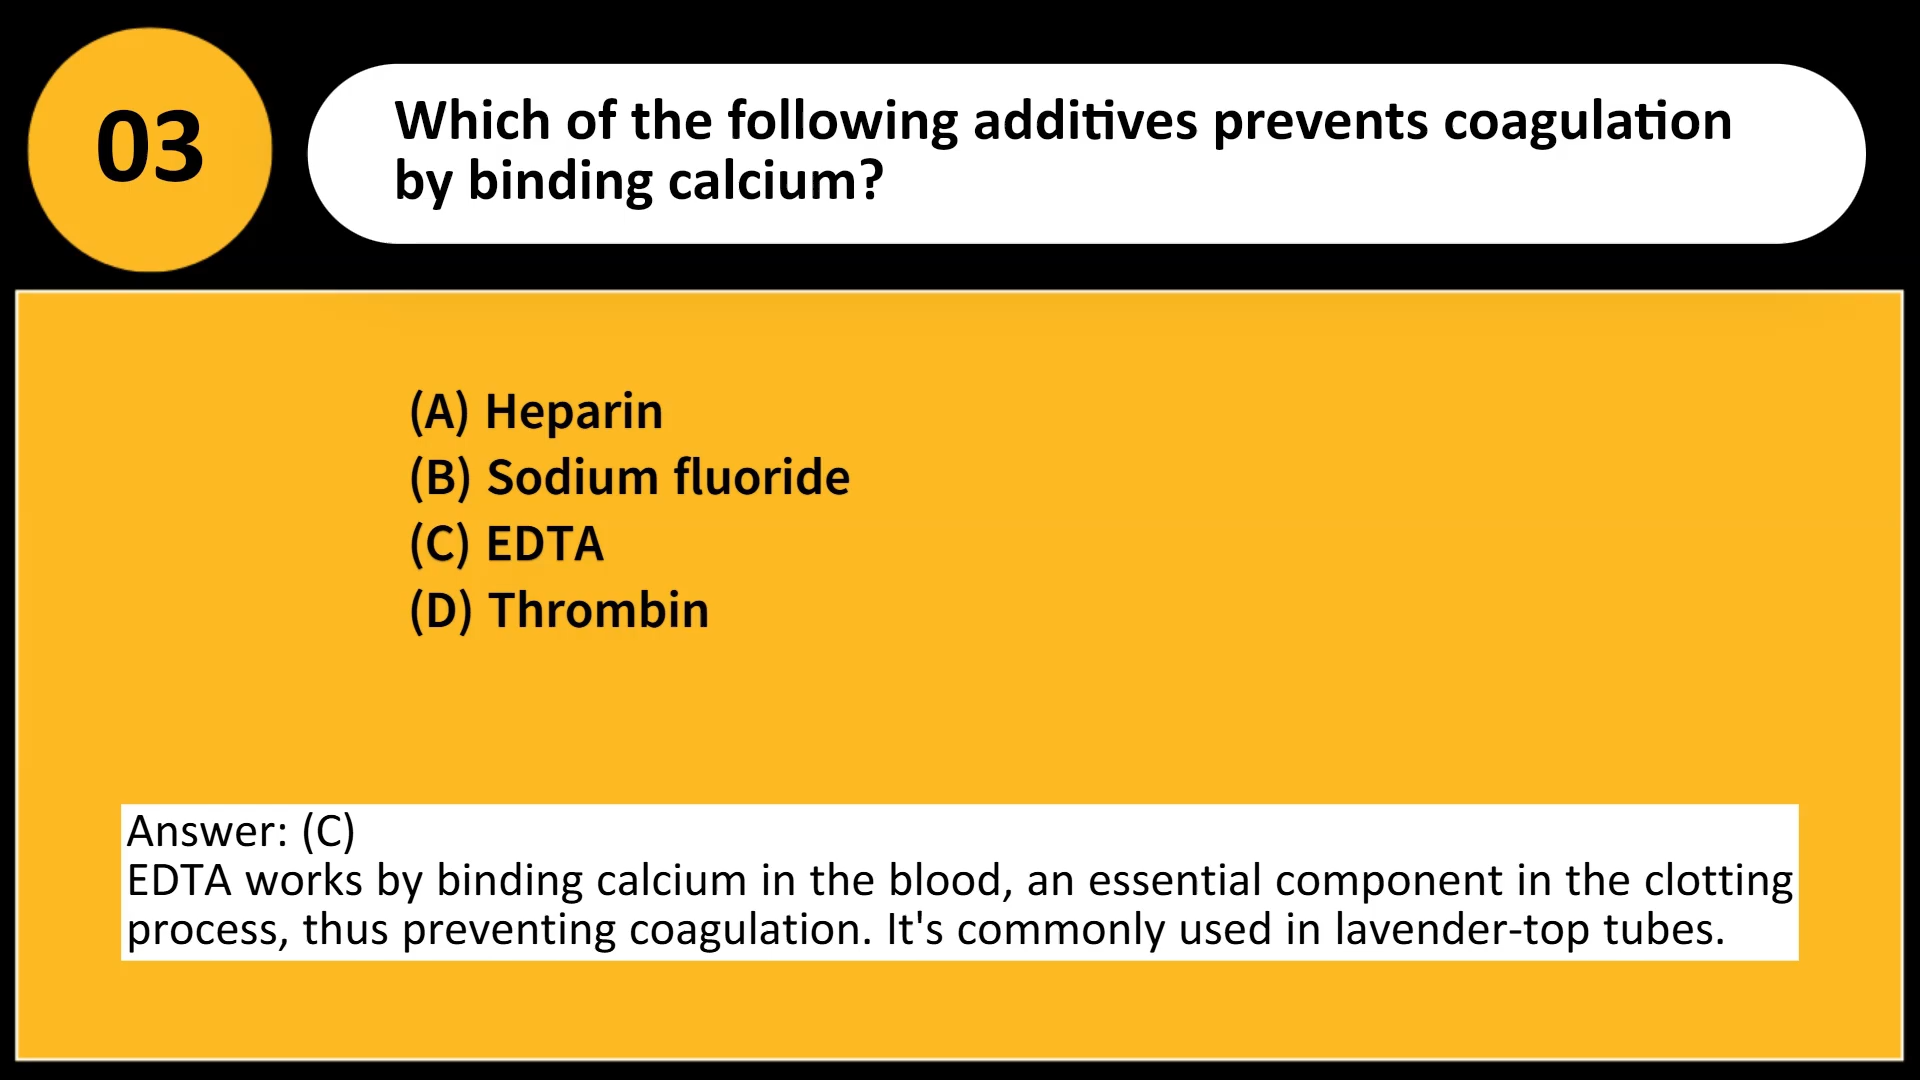 03
Which of the following additives prevents coagulation
by binding calcium?
(A) Heparin
(B) Sodium fluoride
(C) EDTA
(D) Thrombin
Answer: (C)
EDTA works by binding calcium in the blood, an essential component in the clotting
process, thus preventing coagulation. It's commonly used in lavender-top tubes.